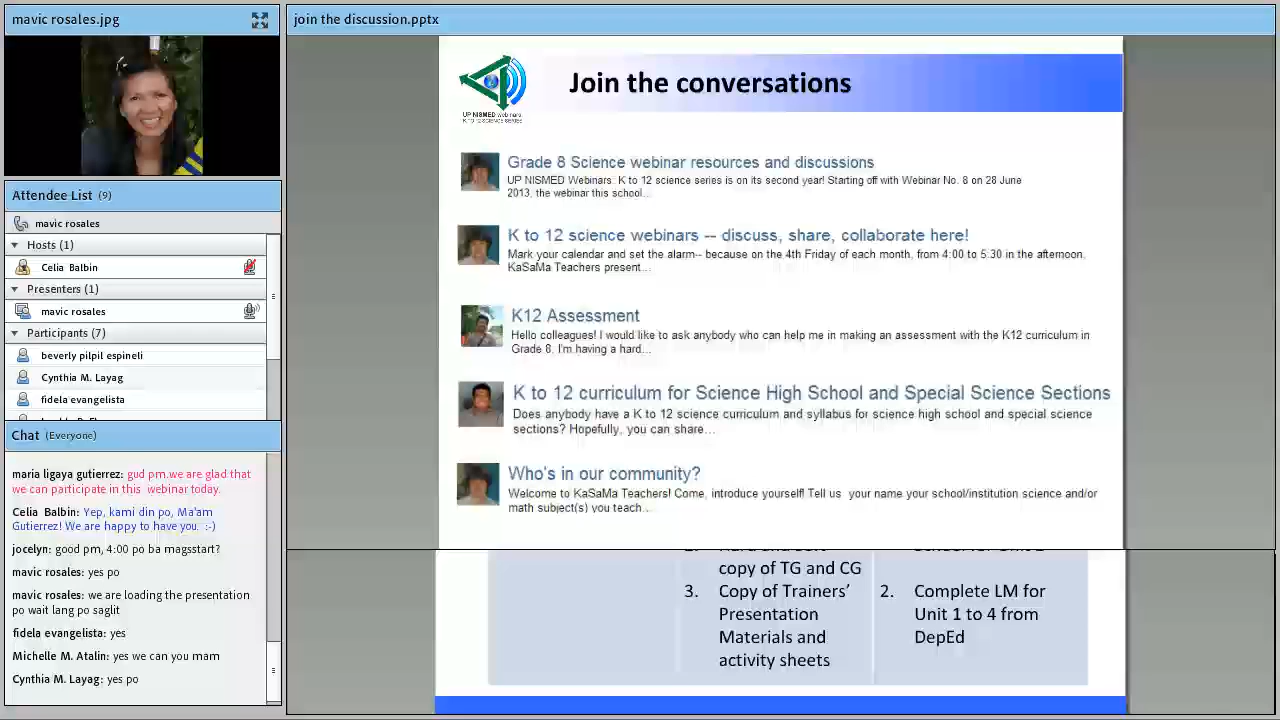 mavic rosales.jpg
Attendee List (9)
mavic rosales
Hosts (1)
Celia Balbin
Presenters (1)
mavic rosales
Participants (7)
beverly pilpil espineli
Cynthia M. Layag
fidela evangelista
Chat (Everyone)
maria ligaya gutierrez: gud pm.we are glad that
we can participate in this webinar today.
Celia Balbin: Yep, kami din po, Ma'am
Gutierrez! We are happy to have you. :-)
jocelyn: good pm, 4:00 po ba magsstart?
mavic rosales: yes po
mavic rosales: we are loading the presentation
po wait lang po saglit
fidela evangelista: yes
Michelle M. Atalin: yes we can you mam
Cynthia M. Layag: yes po
join the discussion.pptx
UP NISMED webinars
K TO 12 SCIENCE SERIES
Join the conversations
Grade 8 Science webinar resources and discussions
UP NISMED Webinars: K to 12 science series is on its second year! Starting off with Webinar No. 8 on 28 June
2013, the webinar this school...
K to 12 science webinars -- discuss, share, collaborate here!
Mark your calendar and set the alarm-- because on the 4th Friday of each month, from 4:00 to 5:30 in the afternoon,
KaSaMa Teachers present...
K12 Assessment
Hello colleagues! I would like to ask anybody who can help me in making an assessment with the K12 curriculum in
Grade 8. I'm having a hard...
K to 12 curriculum for Science High School and Special Science Sections
Does anybody have a K to 12 science curriculum and syllabus for science high school and special science
sections? Hopefully, you can share...
Who's in our community?
Welcome to KaSaMa Teachers! Come, introduce yourself! Tell us your name your school/institution science and/or
math subject(s) you teach...
copy of TG and CG
3. Copy of Trainers'
Presentation
Materials and
activity sheets
2. Complete LM for
Unit 1 to 4 from
DepEd